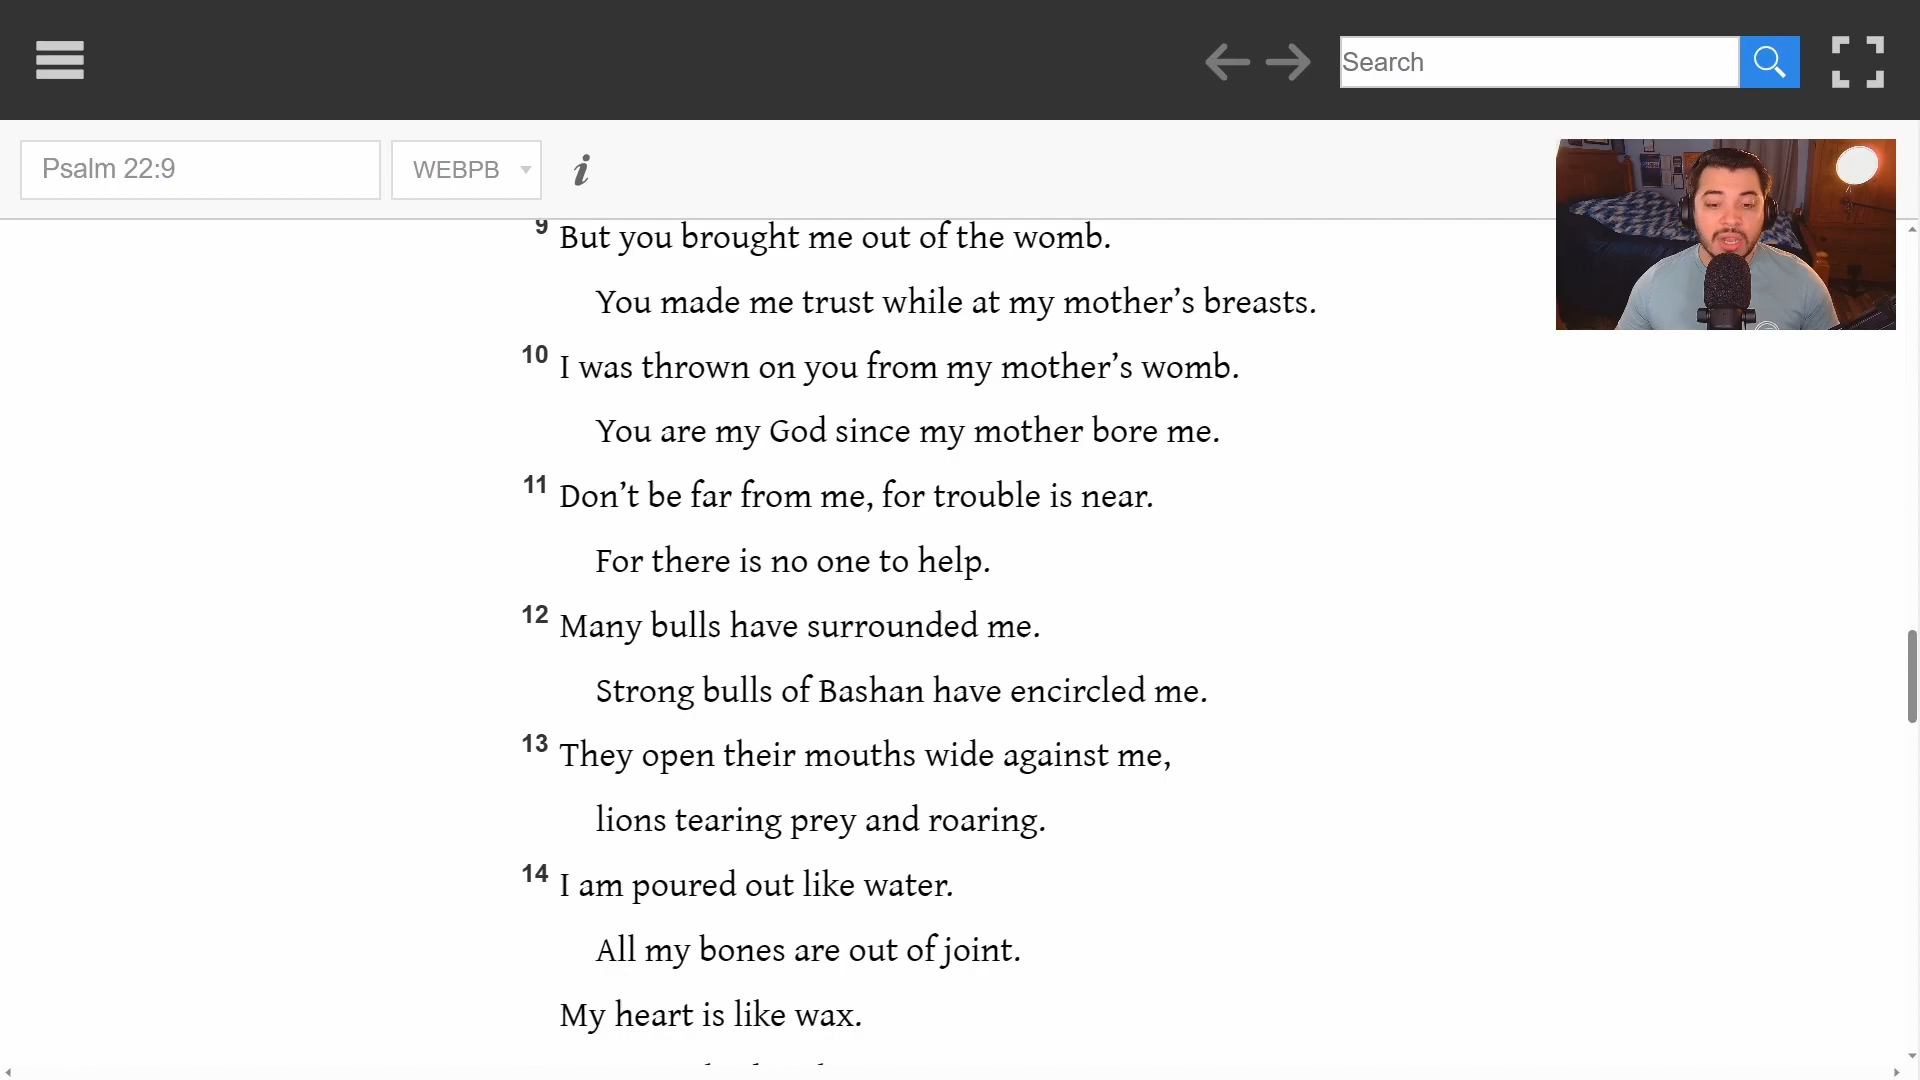 Search
Psalm 22:9
WEBPB
i
9 But you brought me out of the womb.
You made me trust while at my mother’s breasts.
10 I was thrown on you from my mother’s womb.
You are my God since my mother bore me.
11 Don’t be far from me, for trouble is near.
For there is no one to help.
12 Many bulls have surrounded me.
Strong bulls of Bashan have encircled me.
13 They open their mouths wide against me,
lions tearing prey and roaring.
14 I am poured out like water.
All my bones are out of joint.
My heart is like wax.